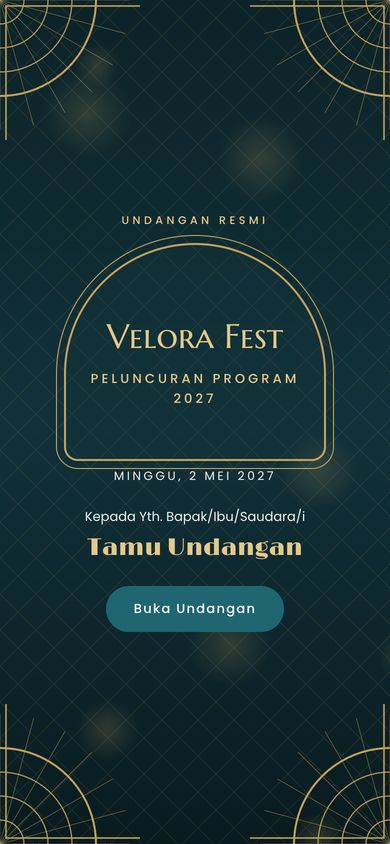 UNDANGAN RESMI
Velora Fest
PELUNCURAN PROGRAM
2027
MINGGU, 2 MEI 2027
Kepada Yth. Bapak/Ibu/Saudara/i
Tamu Undangan
Buka Undangan